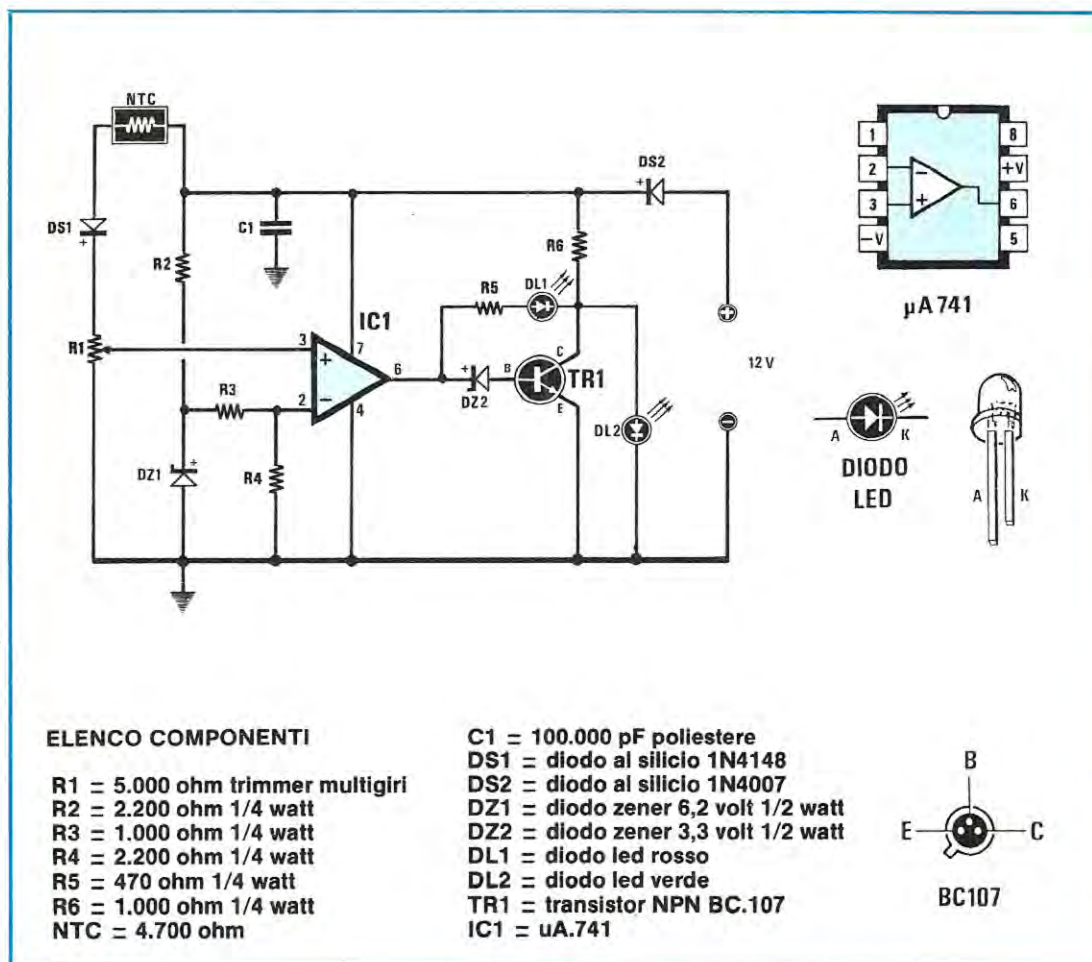 NTC
DS2
DS1
+
+
C1
R2
R6
R5
DL1
IC1
R1
3
+
7
6
C
B
TR1
+
E
DZ2
R3
2
−
4
DL2
+
−
12 V
DZ1
+
R4
1
8
2
−
+V
3
+
6
−V
5
µA 741
A
K
DIODO
LED
A
K
ELENCO COMPONENTI
R1 = 5.000 ohm trimmer multigiri
R2 = 2.200 ohm 1/4 watt
R3 = 1.000 ohm 1/4 watt
R4 = 2.200 ohm 1/4 watt
R5 = 470 ohm 1/4 watt
R6 = 1.000 ohm 1/4 watt
NTC = 4.700 ohm
C1 = 100.000 pF poliestere
DS1 = diodo al silicio 1N4148
DS2 = diodo al silicio 1N4007
DZ1 = diodo zener 6,2 volt 1/2 watt
DZ2 = diodo zener 3,3 volt 1/2 watt
DL1 = diodo led rosso
DL2 = diodo led verde
TR1 = transistor NPN BC.107
IC1 = uA.741
B
E
C
BC107